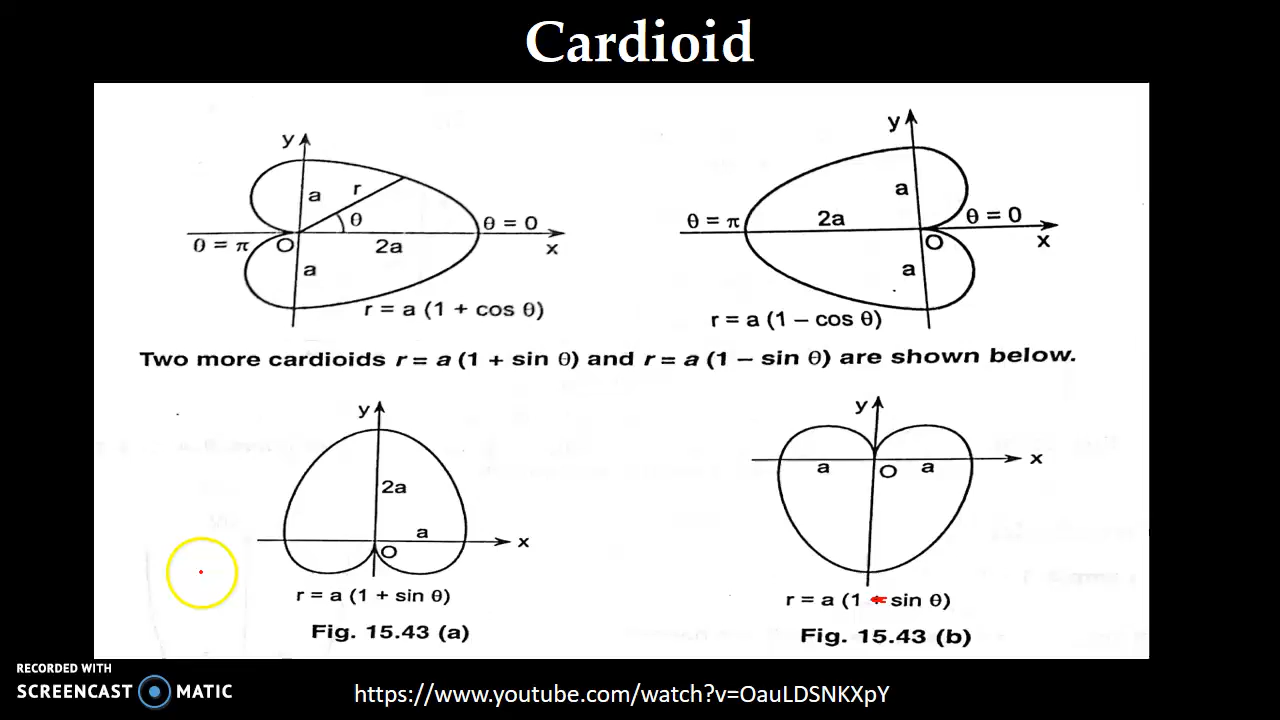 Cardioid
y
a
r
θ
θ = π
O
2a
θ = 0
x
a
r = a (1 + cos θ)
y
a
θ = π
2a
θ = 0
O
x
a
r = a (1 – cos θ)
Two more cardioids r = a (1 + sin θ) and r = a (1 – sin θ) are shown below.
y
2a
a
O
x
r = a (1 + sin θ)
Fig. 15.43 (a)
y
a
O
a
x
r = a (1 - sin θ)
Fig. 15.43 (b)
RECORDED WITH
SCREENCAST MATIC
https://www.youtube.com/watch?v=OauLDSNKXpY